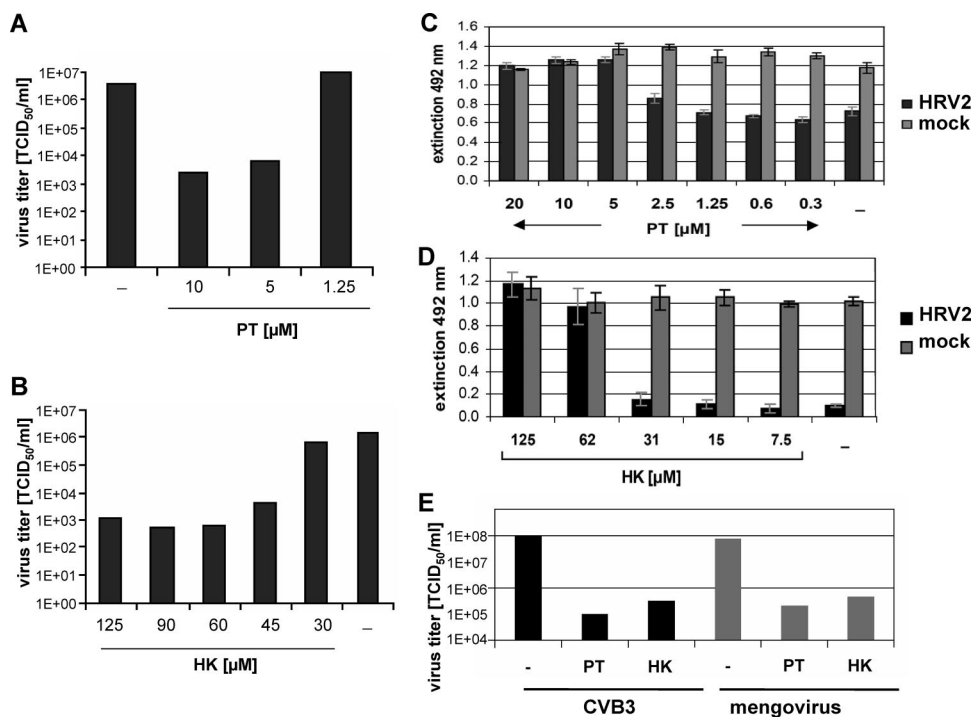 A
virus titer [TCID50/ml]
1E+07
1E+06
1E+05
1E+04
1E+03
1E+02
1E+01
1E+00
–
10
5
1.25
PT [µM]
B
virus titer [TCID50/ml]
1E+07
1E+06
1E+05
1E+04
1E+03
1E+02
1E+01
1E+00
125
90
60
45
30
–
HK [µM]
C
extinction 492 nm
1.6
1.4
1.2
1.0
0.8
0.6
0.4
0.2
0.0
20
10
5
2.5
1.25
0.6
0.3
–
PT [µM]
HRV2
mock
D
extinction 492 nm
1.4
1.2
1.0
0.8
0.6
0.4
0.2
0.0
125
62
31
15
7.5
–
HK [µM]
HRV2
mock
E
virus titer [TCID50/ml]
1E+08
1E+07
1E+06
1E+05
1E+04
-
PT
HK
-
PT
HK
CVB3
mengovirus